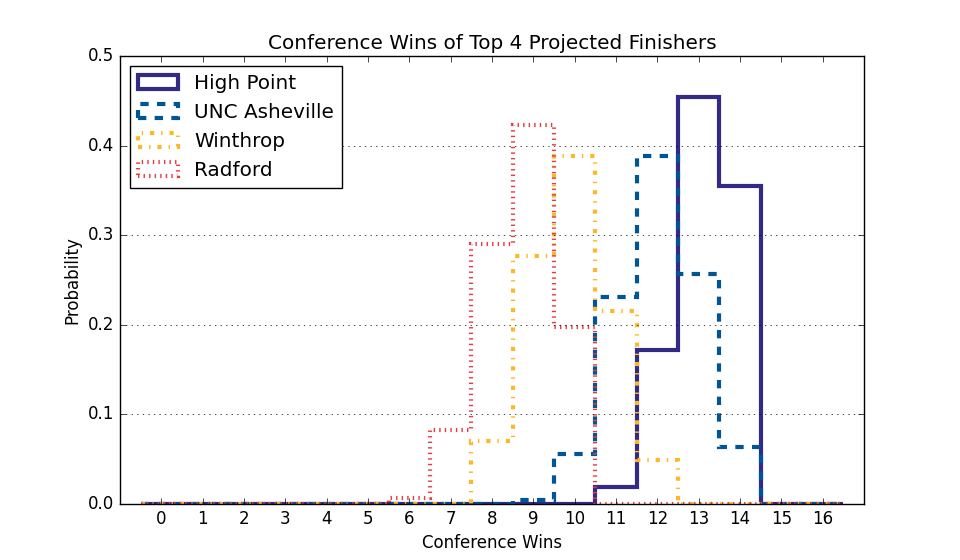 Conference Wins of Top 4 Projected Finishers
0.5
0.4
0.3
0.2
0.1
0.0
Probability
High Point
UNC Asheville
Winthrop
Radford
0 1 2 3 4 5 6 7 8 9 10 11 12 13 14 15 16
Conference Wins